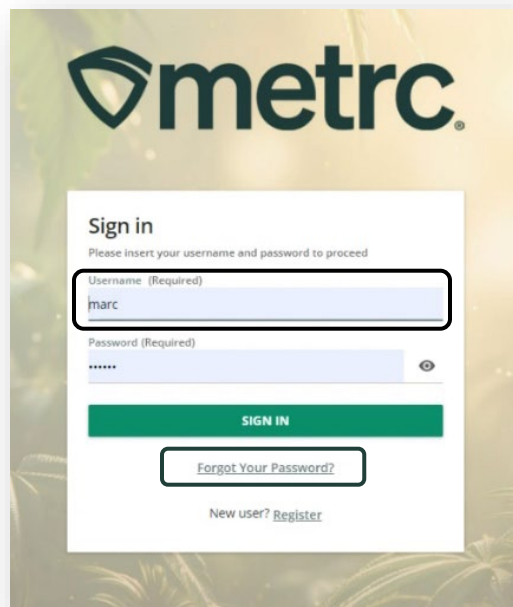 metrc®
Sign in
Please insert your username and password to proceed
Username (Required)
marc
Password (Required)
••••••
SIGN IN
Forgot Your Password?
New user? Register